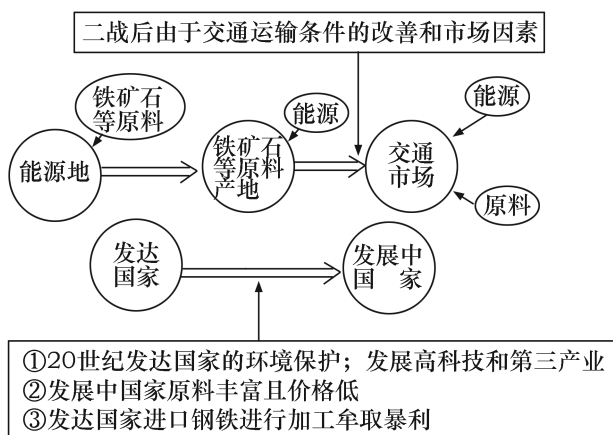 二战后由于交通运输条件的改善和市场因素
铁矿石
等原料
能源地
能源
铁矿石
等原料
产地
能源
交通
市场
原料
发达
国家
发展中
国 家
①20世纪发达国家的环境保护；发展高科技和第三产业
②发展中国家原料丰富且价格低
③发达国家进口钢铁进行加工牟取暴利